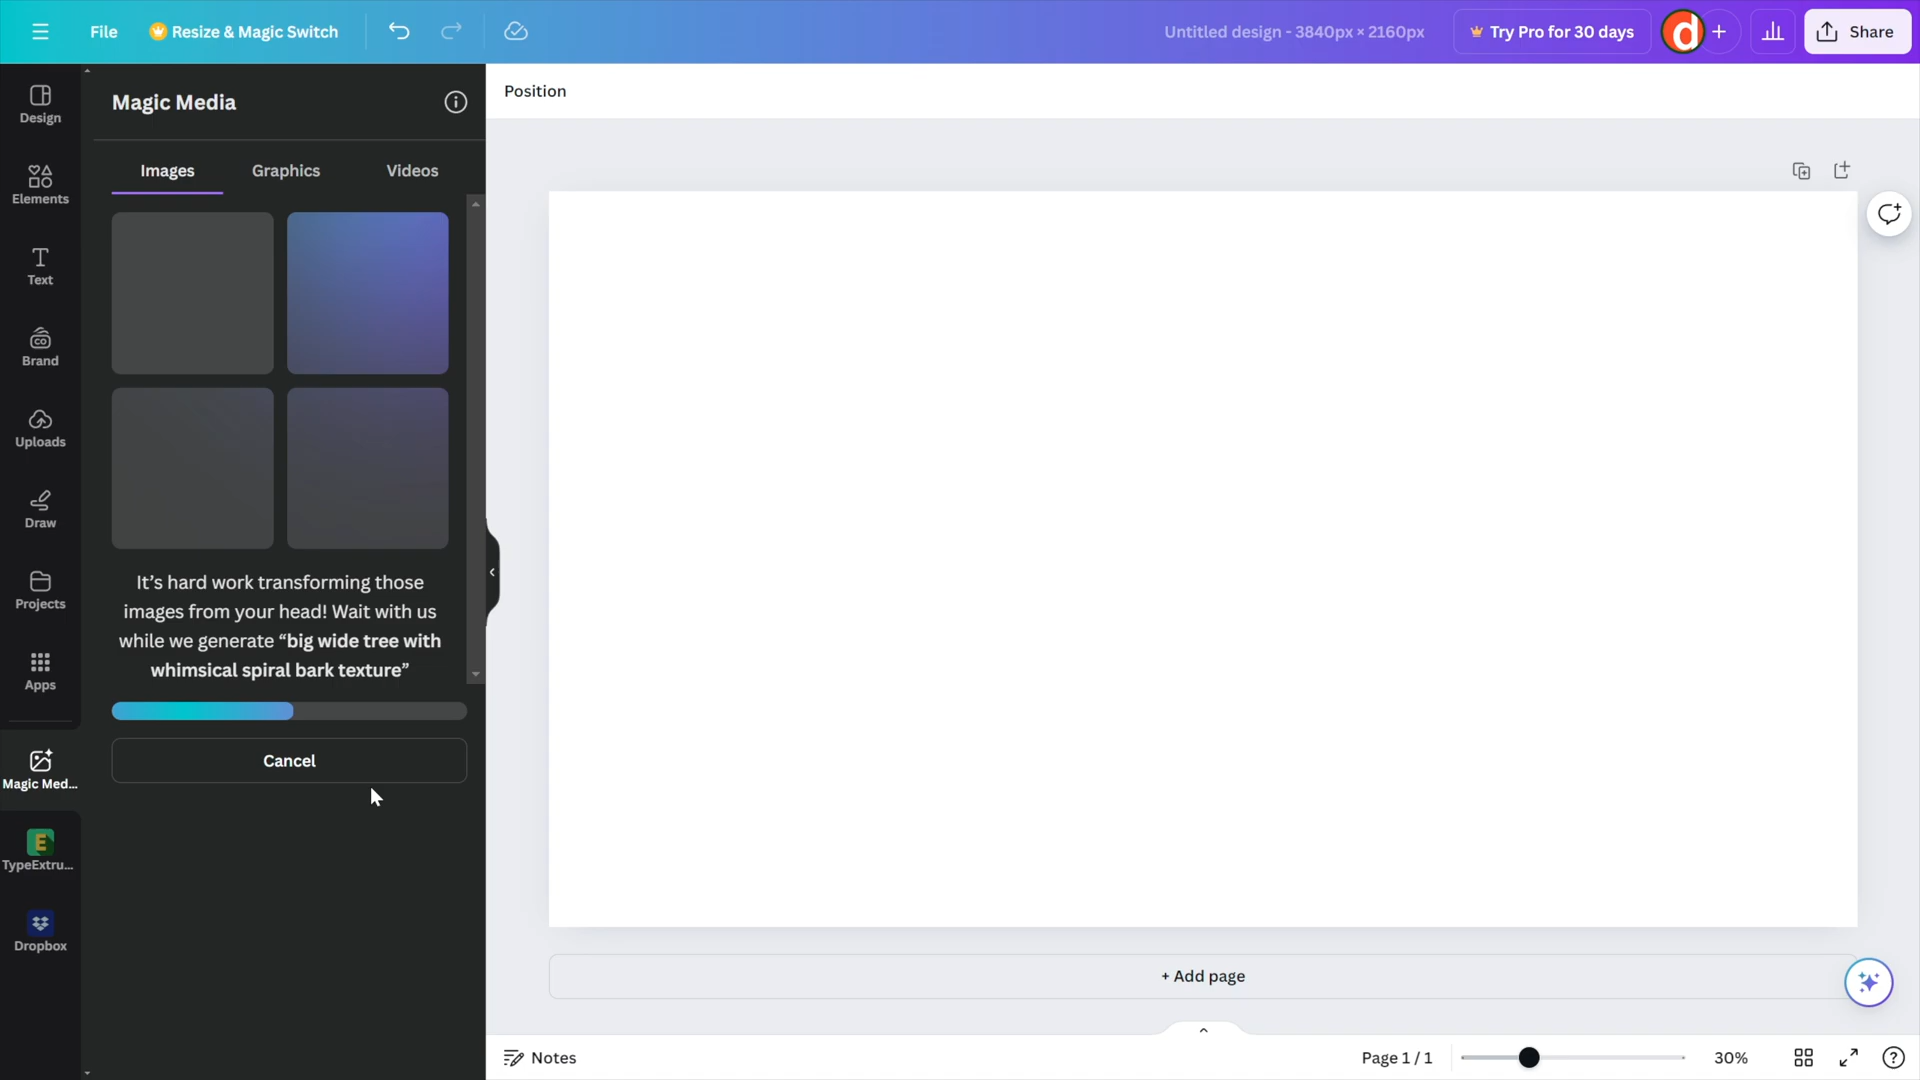 File
Resize & Magic Switch
Untitled design - 3840px × 2160px
Try Pro for 30 days
d
+
Share
Design
Elements
Text
Brand
Uploads
Draw
Projects
Apps
Magic Med...
TypeExtru...
Dropbox
Magic Media
Images
Graphics
Videos
It's hard work transforming those
images from your head! Wait with us
while we generate “big wide tree with
whimsical spiral bark texture”
Cancel
Position
+ Add page
Notes
Page 1 / 1
30%